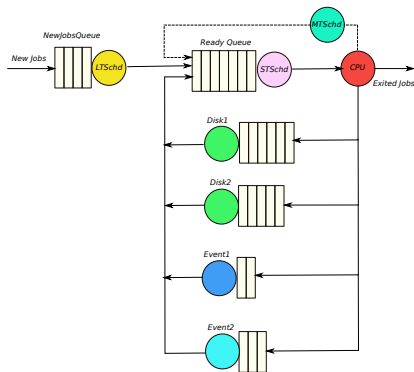 NewJobsQueue
New Jobs
LTSchd
Ready Queue
STSchd
MTSchd
CPU
Exited Jobs
Disk1
Disk2
Event1
Event2